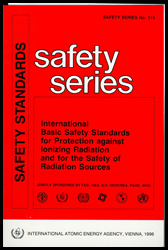 SAFETY SERIES No. 115
SAFETY STANDARDS
safety
series
International
Basic Safety Standards
for Protection against
Ionizing Radiation
and for the Safety of
Radiation Sources
JOINTLY SPONSORED BY FAO, IAEA, ILO, OECD/NEA, PAHO, WHO
INTERNATIONAL ATOMIC ENERGY AGENCY, VIENNA, 1996